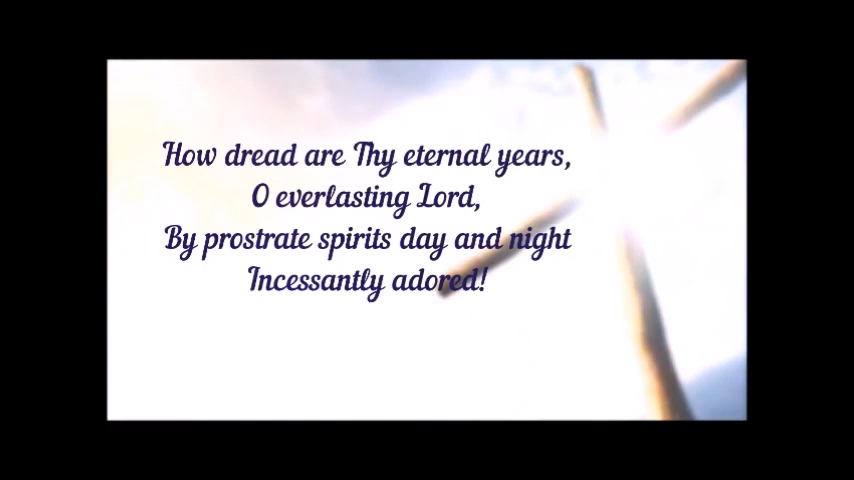 How dread are Thy eternal years,
O everlasting Lord,
By prostrate spirits day and night
Incessantly adored!